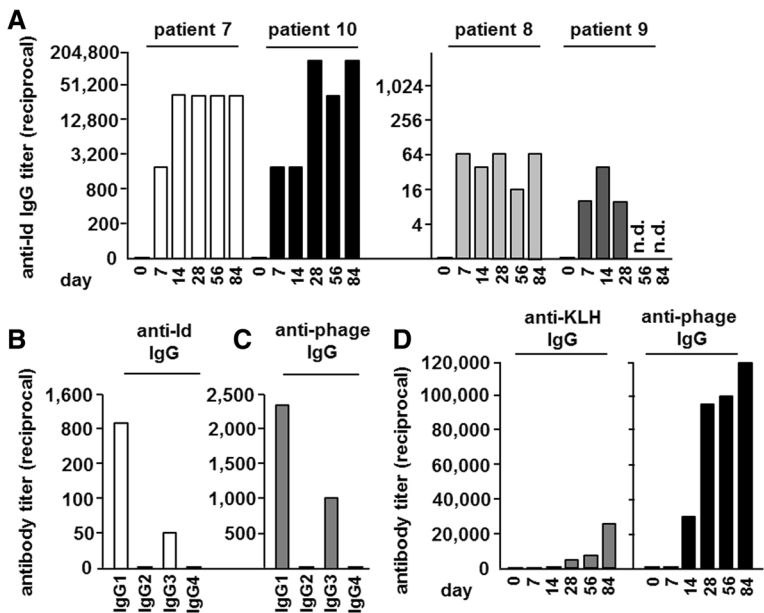 A
patient 7 patient 10 patient 8 patient 9
anti-Id IgG titer (reciprocal)
204,800
51,200
12,800
3,200
800
200
0
1,024
256
64
16
4
n.d. n.d.
day 0 7 14 28 56 84 0 7 14 28 56 84 0 7 14 28 56 84 0 7 14 28 56 84
B
anti-Id
IgG
antibody titer (reciprocal)
1,600
800
200
100
50
0
IgG1 IgG2 IgG3 IgG4
C
anti-phage
IgG
2,500
2,000
1,500
1,000
500
IgG1 IgG2 IgG3 IgG4
D
anti-KLH
IgG
anti-phage
IgG
antibody titer (reciprocal)
120,000
100,000
80,000
60,000
40,000
20,000
0
day 0 7 14 28 56 84 0 7 14 28 56 84